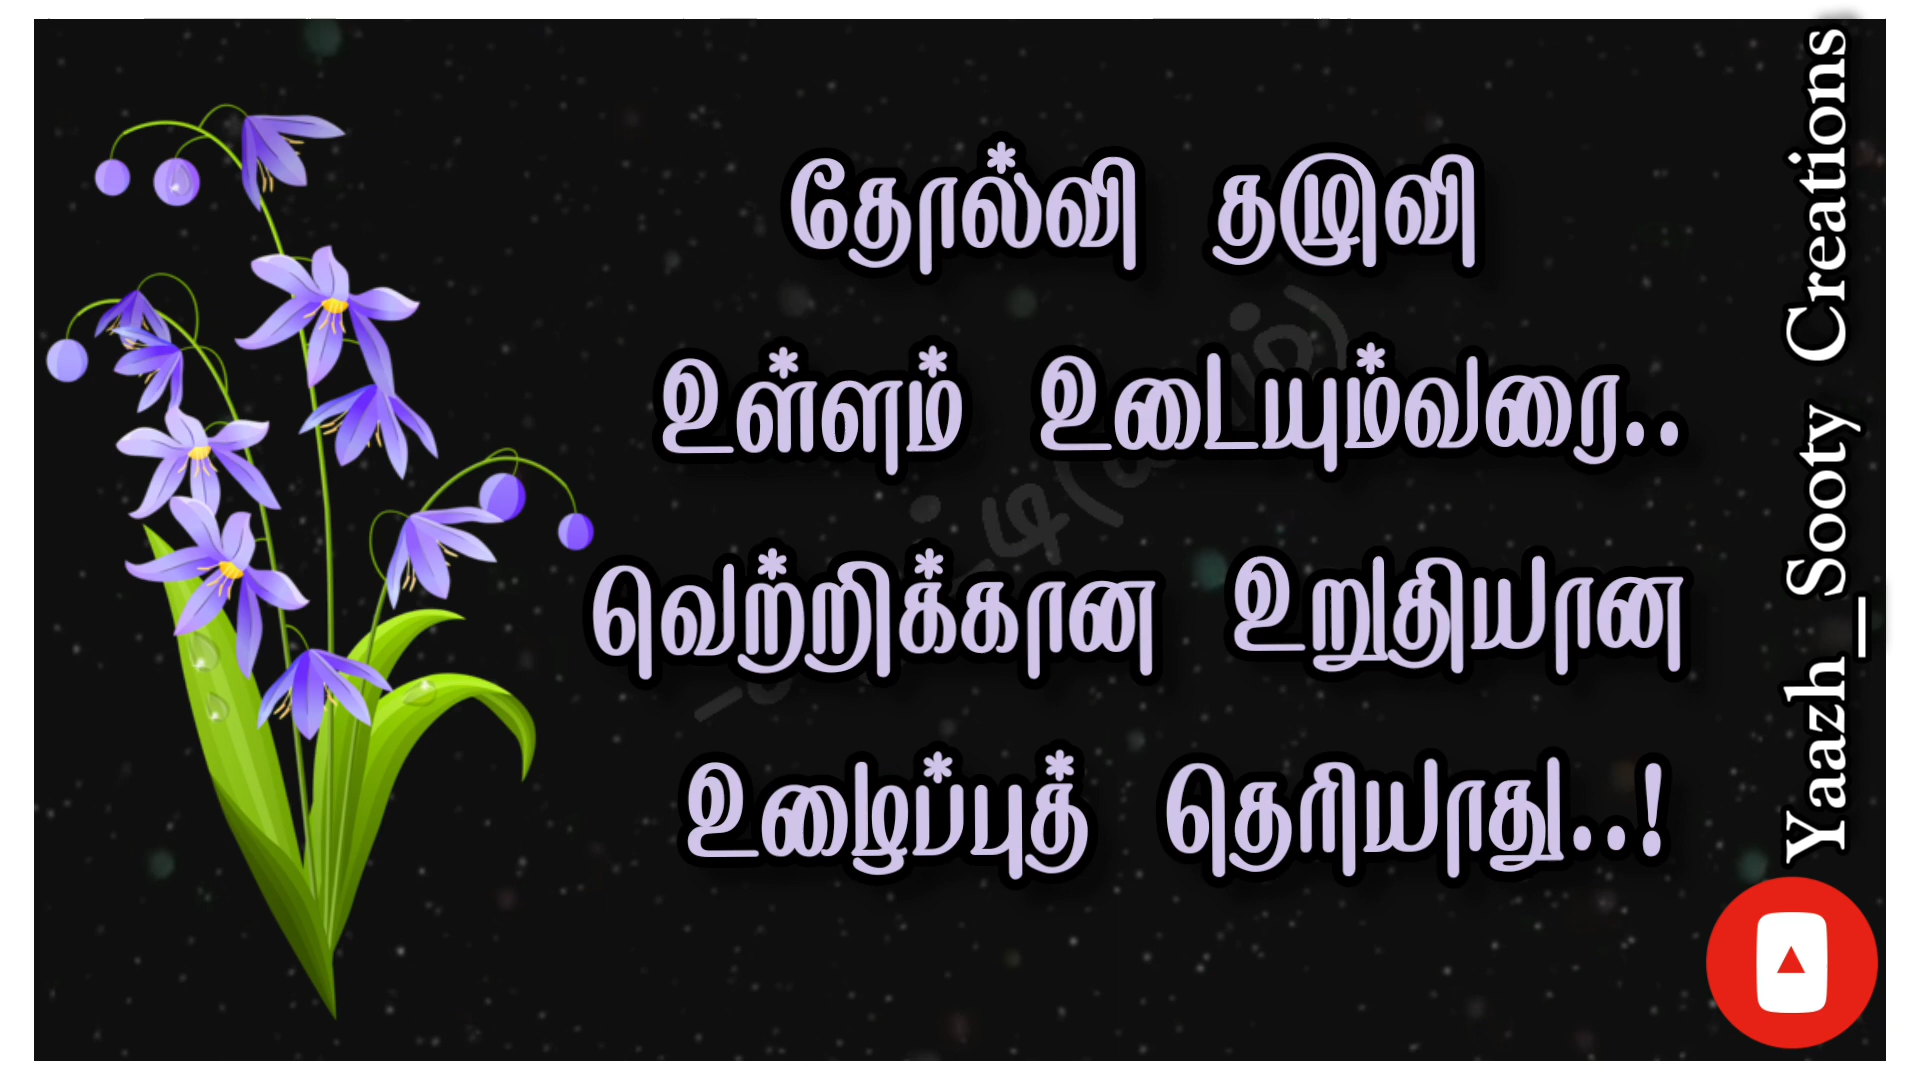 தோல்வி தழுவி
உள்ளம் உடையும்வரை..
வெற்றிக்கான உறுதியான
உழைப்புத் தெரியாது..!
Yaazh_Sooty Creations